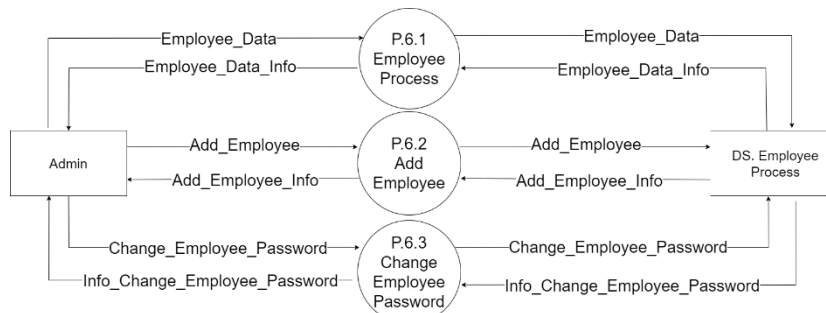 P.6.1
Employee
Process
Employee_Data
Employee_Data
Employee_Data_Info
Employee_Data_Info
Admin
Add_Employee
Add_Employee_Info
P.6.2
Add
Employee
Add_Employee
Add_Employee_Info
DS. Employee
Process
Change_Employee_Password
Info_Change_Employee_Password
P.6.3
Change
Employee
Password
Change_Employee_Password
Info_Change_Employee_Password